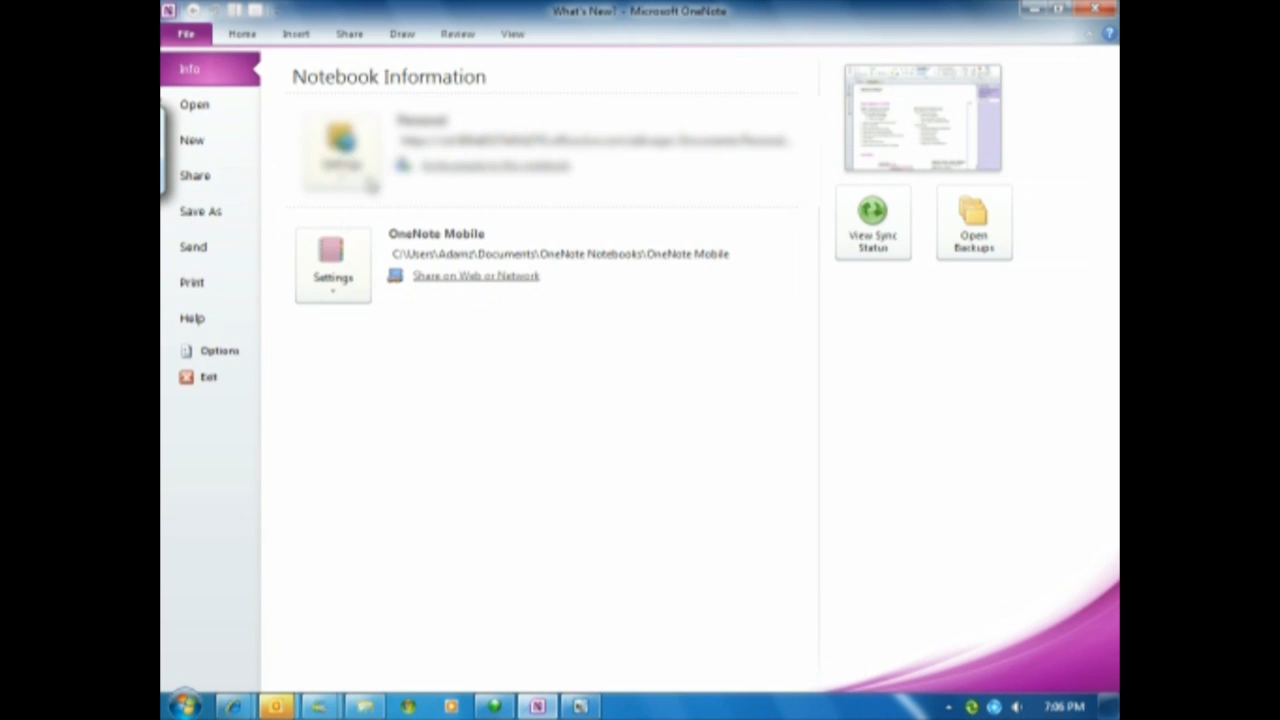 What's New? - Microsoft OneNote
File Home Insert Share Draw Review View
Info
Open
New
Share
Save As
Send
Print
Help
Options
Exit
Notebook Information
Personal
Settings
OneNote Mobile
C:\Users\Adamz\Documents\OneNote Notebooks\OneNote Mobile
Share on Web or Network
Settings
View Sync
Status
Open
Backups
7:06 PM